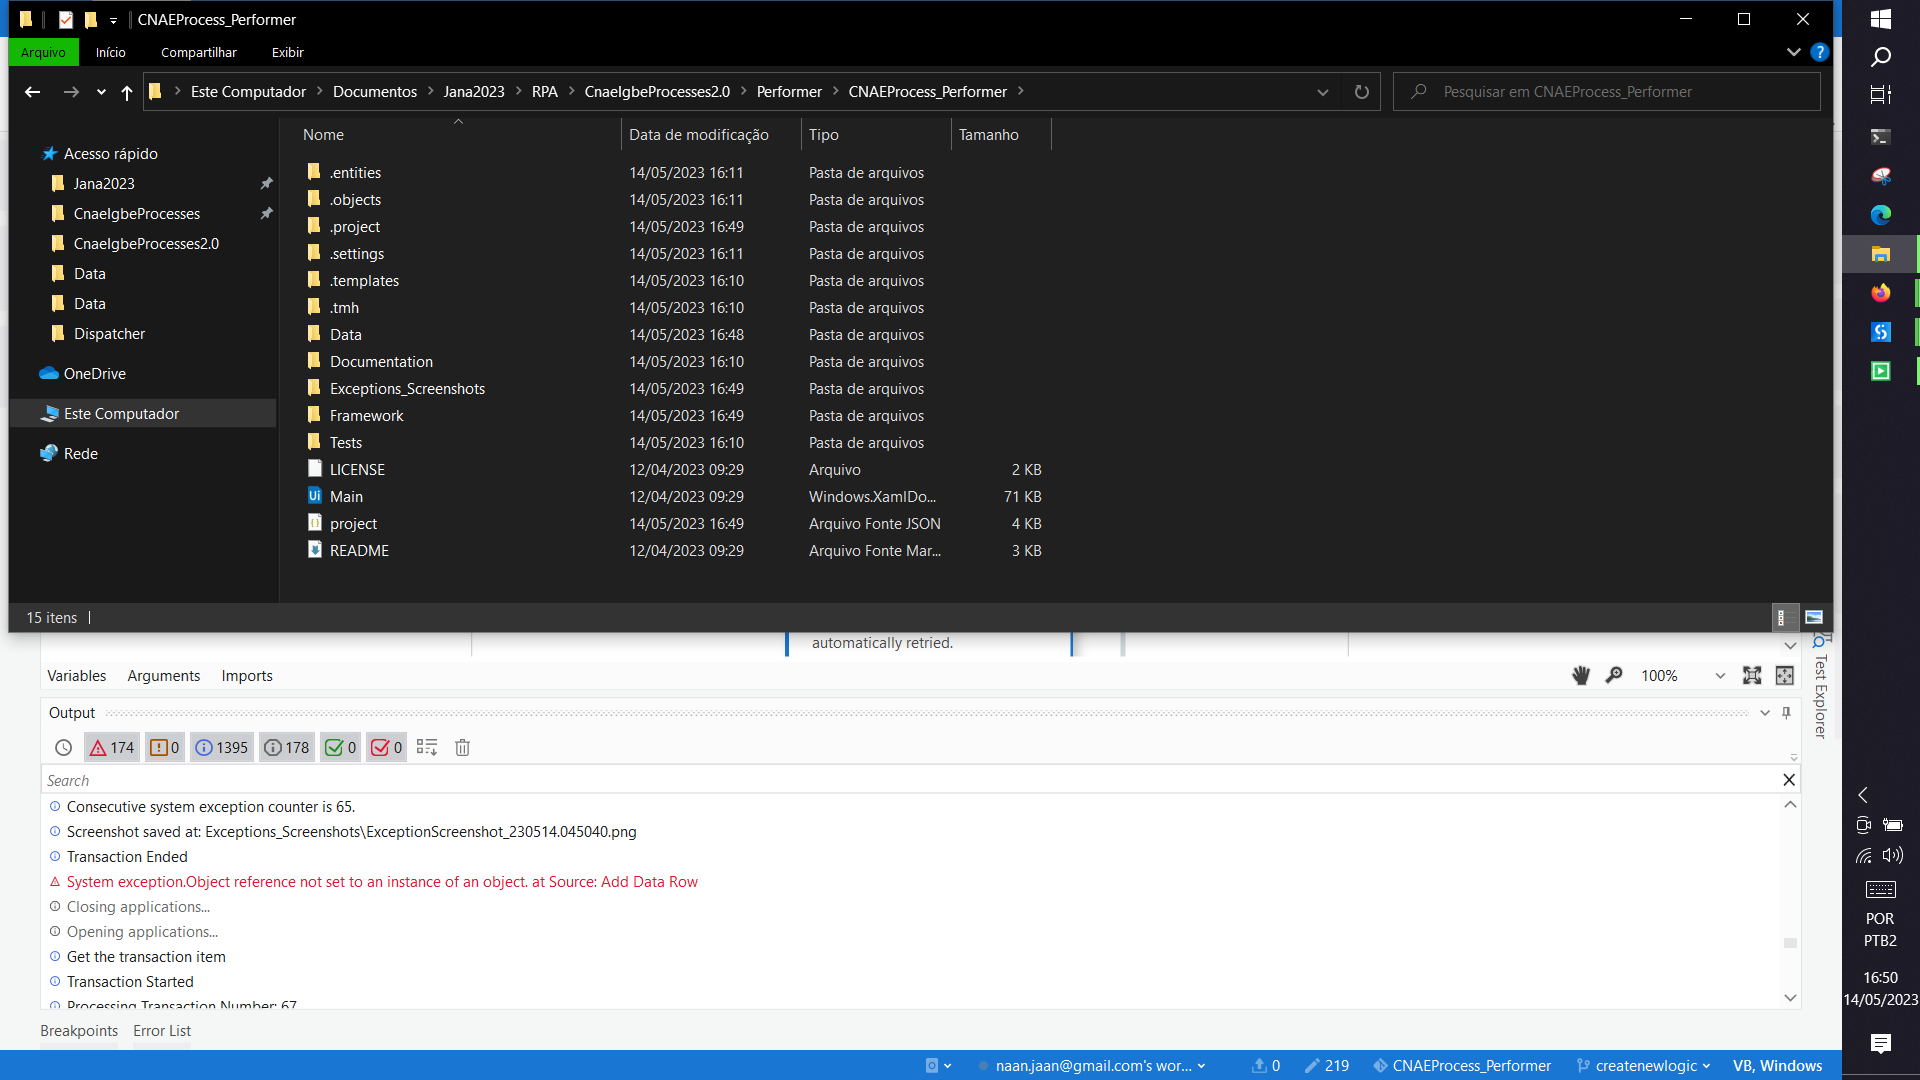 CNAEProcess_Performer
Arquivo Início Compartilhar Exibir
Este Computador Documentos Jana2023 RPA CnaeIgbeProcesses2.0 Performer CNAEProcess_Performer
Pesquisar em CNAEProcess_Performer
Acesso rápido
Jana2023
CnaeIgbeProcesses
CnaeIgbeProcesses2.0
Data
Data
Dispatcher
OneDrive
Este Computador
Rede
Nome Data de modificação Tipo Tamanho
.entities 14/05/2023 16:11 Pasta de arquivos
.objects 14/05/2023 16:11 Pasta de arquivos
.project 14/05/2023 16:49 Pasta de arquivos
.settings 14/05/2023 16:11 Pasta de arquivos
.templates 14/05/2023 16:10 Pasta de arquivos
.tmh 14/05/2023 16:10 Pasta de arquivos
Data 14/05/2023 16:48 Pasta de arquivos
Documentation 14/05/2023 16:10 Pasta de arquivos
Exceptions_Screenshots 14/05/2023 16:49 Pasta de arquivos
Framework 14/05/2023 16:49 Pasta de arquivos
Tests 14/05/2023 16:10 Pasta de arquivos
LICENSE 12/04/2023 09:29 Arquivo 2 KB
Main 12/04/2023 09:29 Windows.XamlDo... 71 KB
project 14/05/2023 16:49 Arquivo Fonte JSON 4 KB
README 12/04/2023 09:29 Arquivo Fonte Mar... 3 KB
15 itens
automatically retried.
Variables Arguments Imports
100%
Test Explorer
Output
174 0 1395 178 0 0
Search
Consecutive system exception counter is 65.
Screenshot saved at: Exceptions_Screenshots\ExceptionScreenshot_230514.045040.png
Transaction Ended
System exception.Object reference not set to an instance of an object. at Source: Add Data Row
Closing applications...
Opening applications...
Get the transaction item
Transaction Started
Processing Transaction Number: 67
Breakpoints Error List
naan.jaan@gmail.com's wor... 0 219 CNAEProcess_Performer createnewlogic VB, Windows
POR
PTB2
16:50
14/05/2023